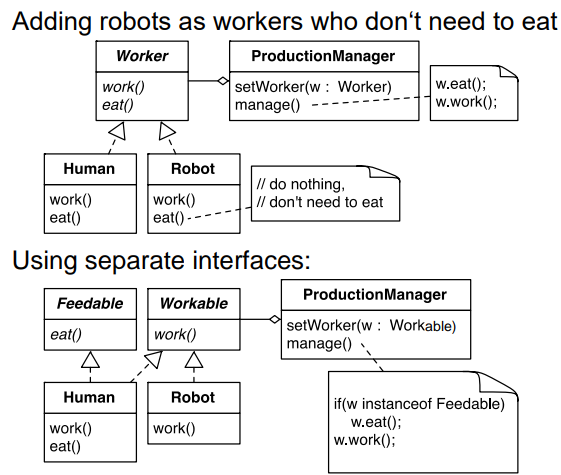 Adding robots as workers who don‘t need to eat
Worker
work()
eat()
ProductionManager
setWorker(w : Worker)
manage()
w.eat();
w.work();
Human
work()
eat()
Robot
work()
eat()
// do nothing,
// don't need to eat
Using separate interfaces:
Feedable
eat()
Workable
work()
ProductionManager
setWorker(w : Workable)
manage()
Human
work()
eat()
Robot
work()
if(w instanceof Feedable)
w.eat();
w.work();